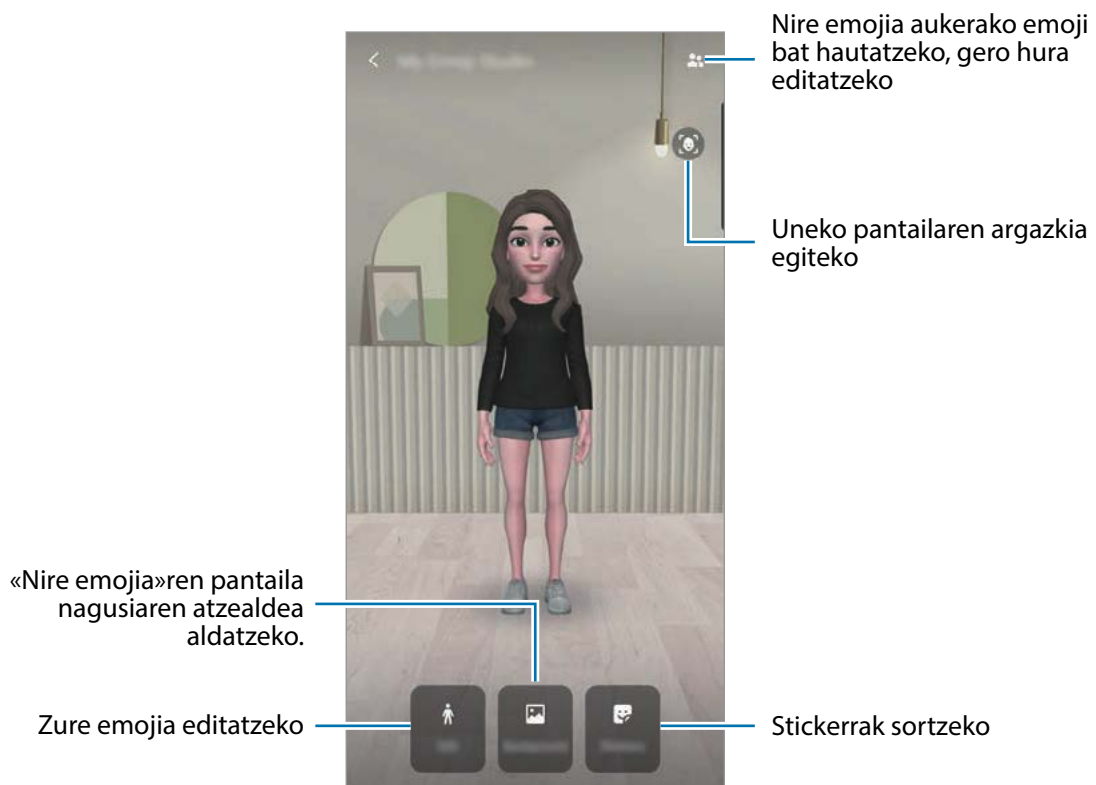 Nire emojia aukerako emoji
bat hautatzeko, gero hura
editatzeko
Uneko pantailaren argazkia
egiteko
«Nire emojia»ren pantaila
nagusiaren atzealdea
aldatzeko.
Zure emojia editatzeko
Stickerrak sortzeko